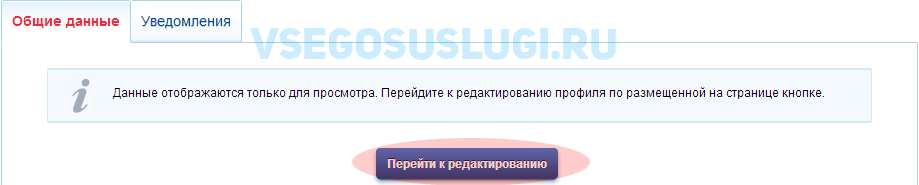 Общие данные Уведомления
VSEGOSUSLUGI.RU
i Данные отображаются только для просмотра. Перейдите к редактированию профиля по размещенной на странице кнопке.
Перейти к редактированию